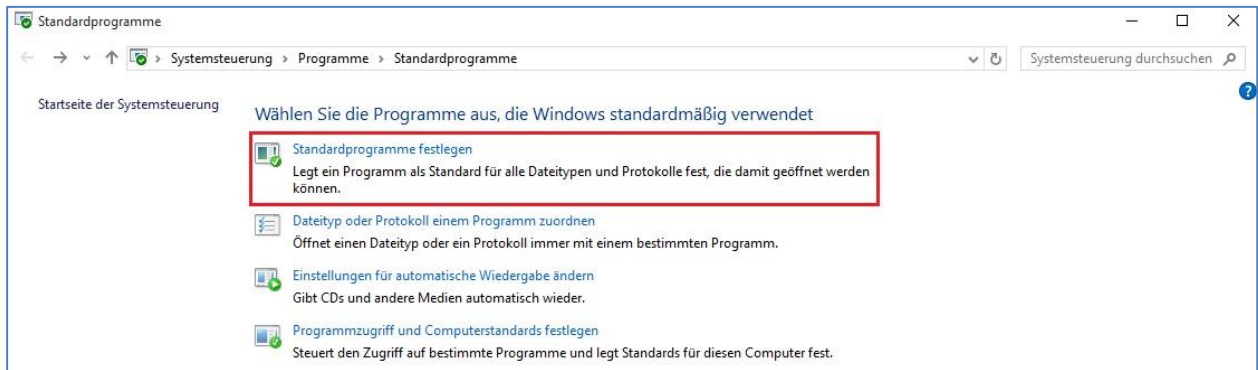 Standardprogramme
Systemsteuerung > Programme > Standardprogramme
Systemsteuerung durchsuchen
?
Startseite der Systemsteuerung
Wählen Sie die Programme aus, die Windows standardmäßig verwendet
Standardprogramme festlegen
Legt ein Programm als Standard für alle Dateitypen und Protokolle fest, die damit geöffnet werden
können.
Dateityp oder Protokoll einem Programm zuordnen
Öffnet einen Dateityp oder ein Protokoll immer mit einem bestimmten Programm.
Einstellungen für automatische Wiedergabe ändern
Gibt CDs und andere Medien automatisch wieder.
Programmzugriff und Computerstandards festlegen
Steuert den Zugriff auf bestimmte Programme und legt Standards für diesen Computer fest.